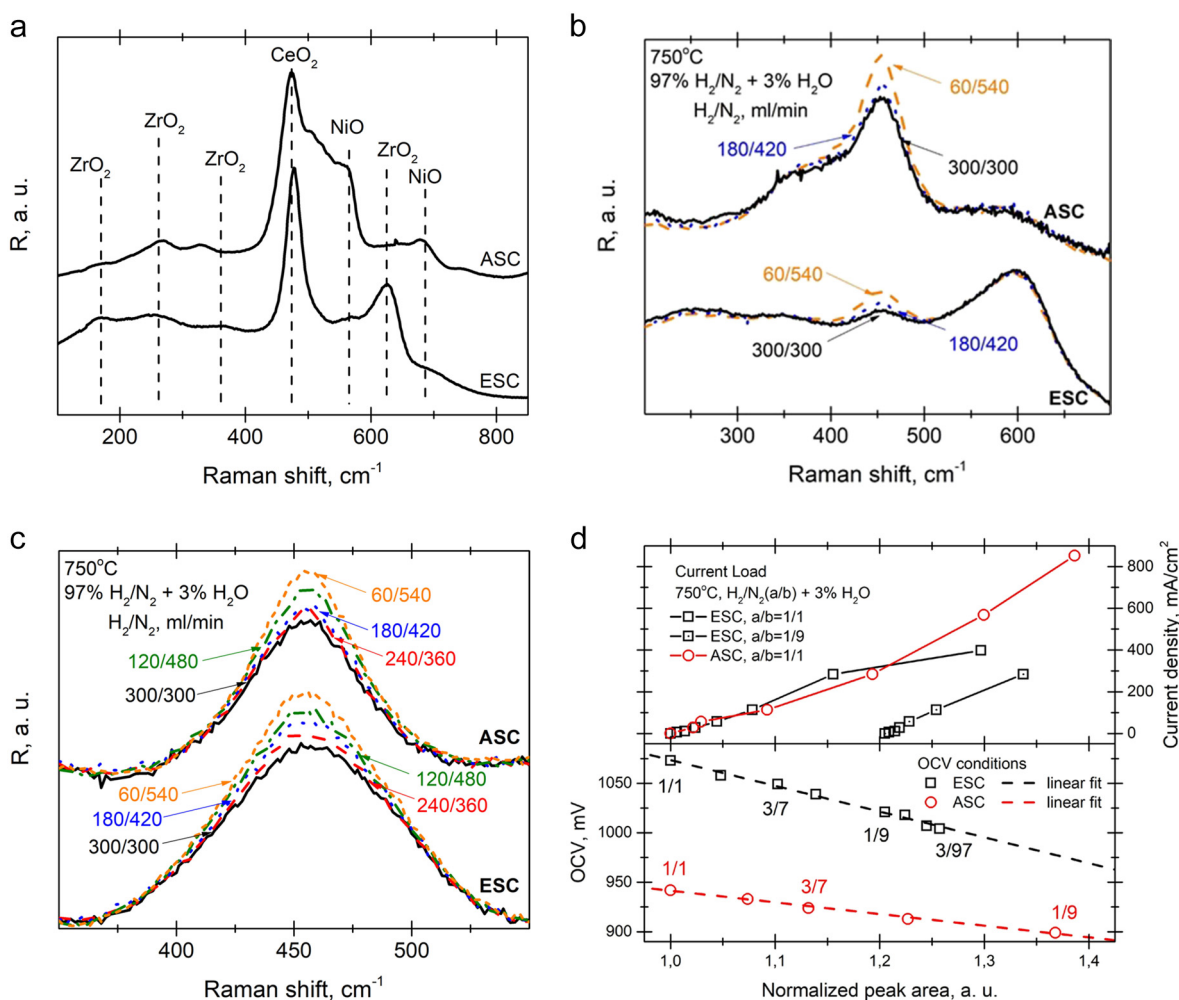 a
CeO₂
ZrO₂
ZrO₂
ZrO₂
NiO
ZrO₂
NiO
ASC
ESC
R, a. u.
200 400 600 800
Raman shift, cm⁻¹
b
750°C
97% H₂/N₂ + 3% H₂O
H₂/N₂, ml/min
60/540
180/420
300/300
ASC
60/540
300/300
180/420
ESC
R, a. u.
300 400 500 600
Raman shift, cm⁻¹
c
750°C
97% H₂/N₂ + 3% H₂O
H₂/N₂, ml/min
60/540
180/420
120/480
240/360
300/300
ASC
60/540
120/480
180/420
240/360
300/300
ESC
R, a. u.
400 450 500
Raman shift, cm⁻¹
d
Current Load
750°C, H₂/N₂(a/b) + 3% H₂O
ESC, a/b=1/1
ESC, a/b=1/9
ASC, a/b=1/1
800
600
400
200
0
Current density, mA/cm²
OCV conditions
ESC linear fit
ASC linear fit
1/1
3/7
1/9
3/97
1/1
3/7
1/9
1050
1000
950
900
OCV, mV
1,0 1,1 1,2 1,3 1,4
Normalized peak area, a. u.